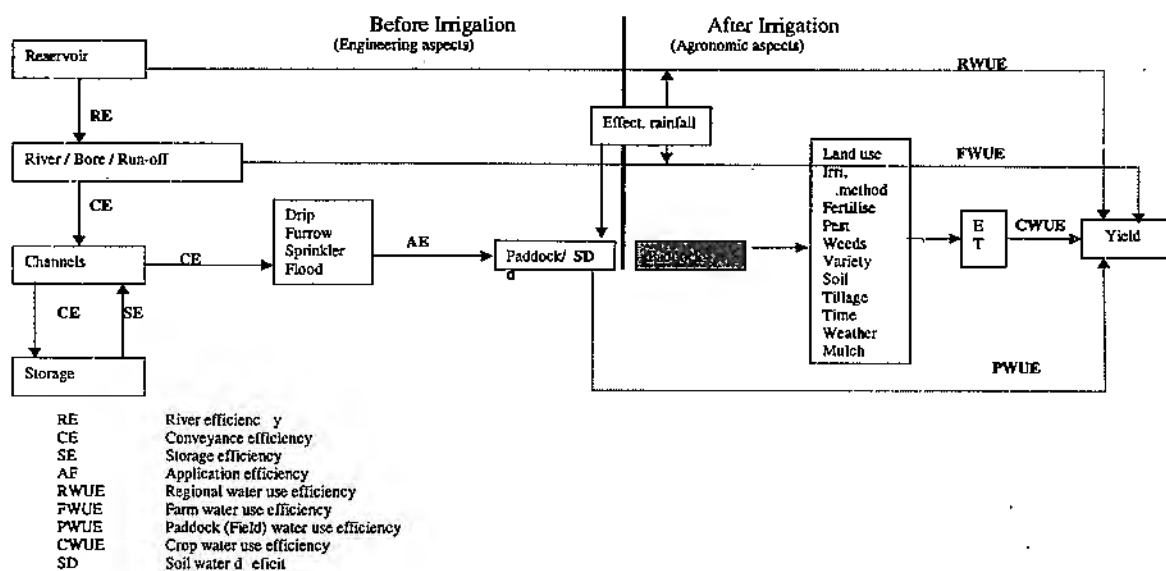 Before Irrigation
(Engineering aspects)
After Irrigation
(Agronomic aspects)
Reservoir
RWUE
RE
Effect. rainfall
River / Bore / Run-off
FWUE
CE
Land use
Irri,
.method
Fertilise
Pest
Weeds
Variety
Soil
Tillage
Time
Weather
Mulch
Drip
Furrow
Sprinkler
Flood
AE
Channels
CE
Paddock/ SD
d
E
T
CWUE
Yield
CE
SE
Storage
PWUE
RE River efficienc y
CE Conveyance efficiency
SE Storage efficiency
AE Application efficiency
RWUE Regional water use efficiency
FWUE Farm water use efficiency
PWUE Paddock (Field) water use efficiency
CWUE Crop water use efficiency
SD Soil water d eficit